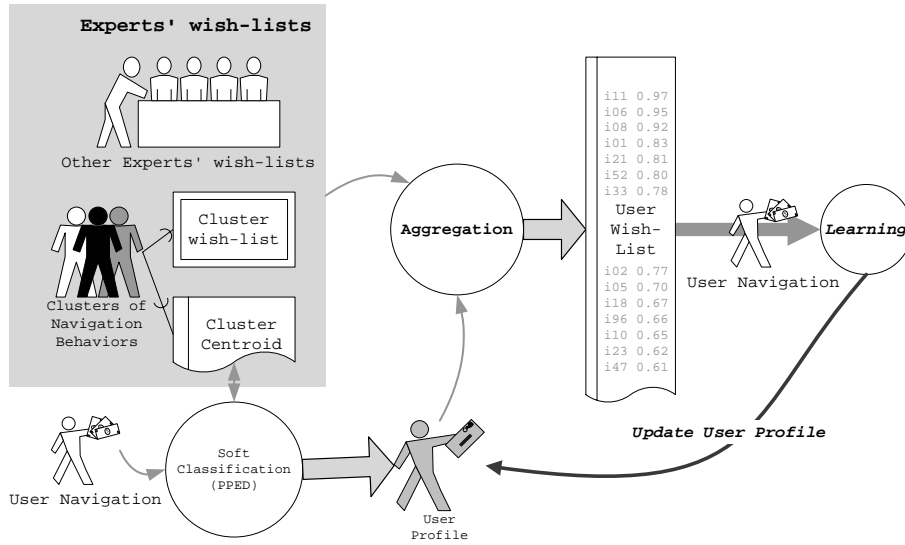 Experts' wish-lists
Other Experts' wish-lists
Cluster
wish-list
Clusters of
Navigation
Behaviors
Cluster
Centroid
User Navigation
Soft
Classification
(PPED)
User
Profile
Aggregation
i11 0.97
i06 0.95
i08 0.92
i01 0.83
i21 0.81
i52 0.80
i33 0.78
User
Wish-
List
i02 0.77
i05 0.70
i18 0.67
i96 0.66
i10 0.65
i23 0.62
i47 0.61
User Navigation
Learning
Update User Profile